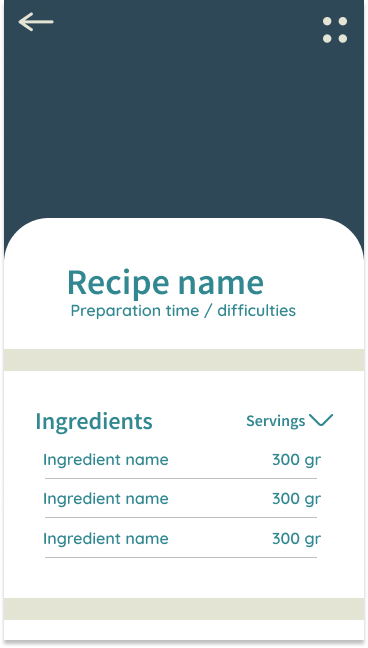 Recipe name
Preparation time / difficulties
Ingredients Servings
Ingredient name 300 gr
Ingredient name 300 gr
Ingredient name 300 gr